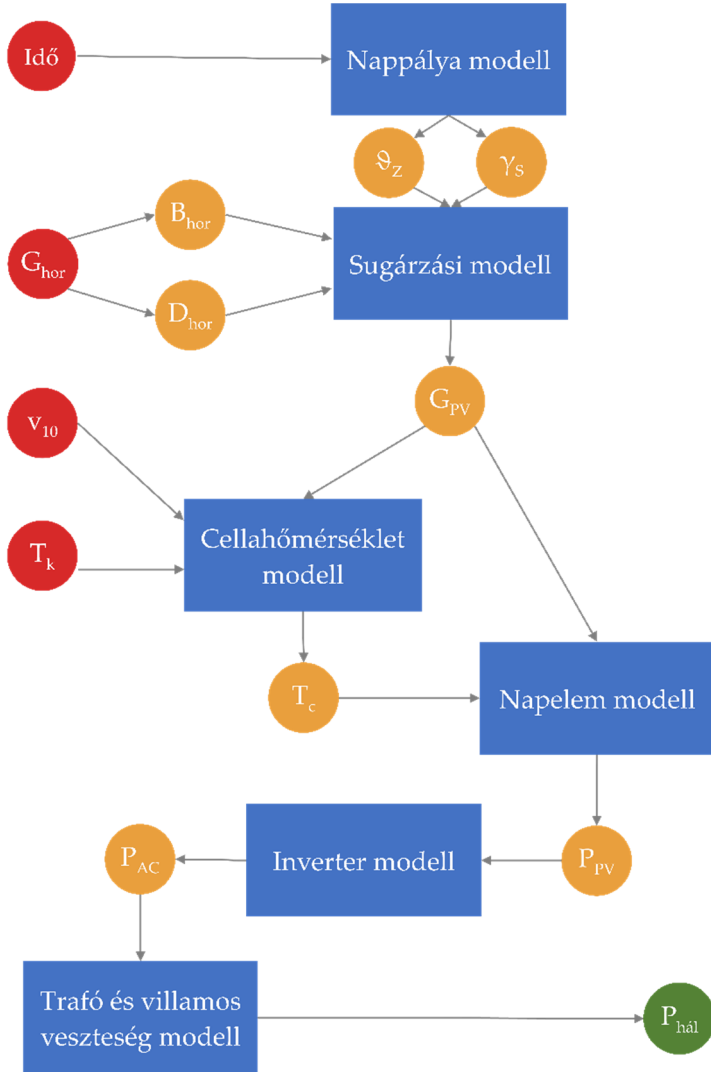 Idő
Nappálya modell
ϑz
γs
Bhor
Ghor
Sugárzási modell
Dhor
GPV
v10
Cellahőmérséklet
modell
Tk
Tc
Napelem modell
PAC
Inverter modell
PPV
Trafó és villamos
veszteség modell
Phál